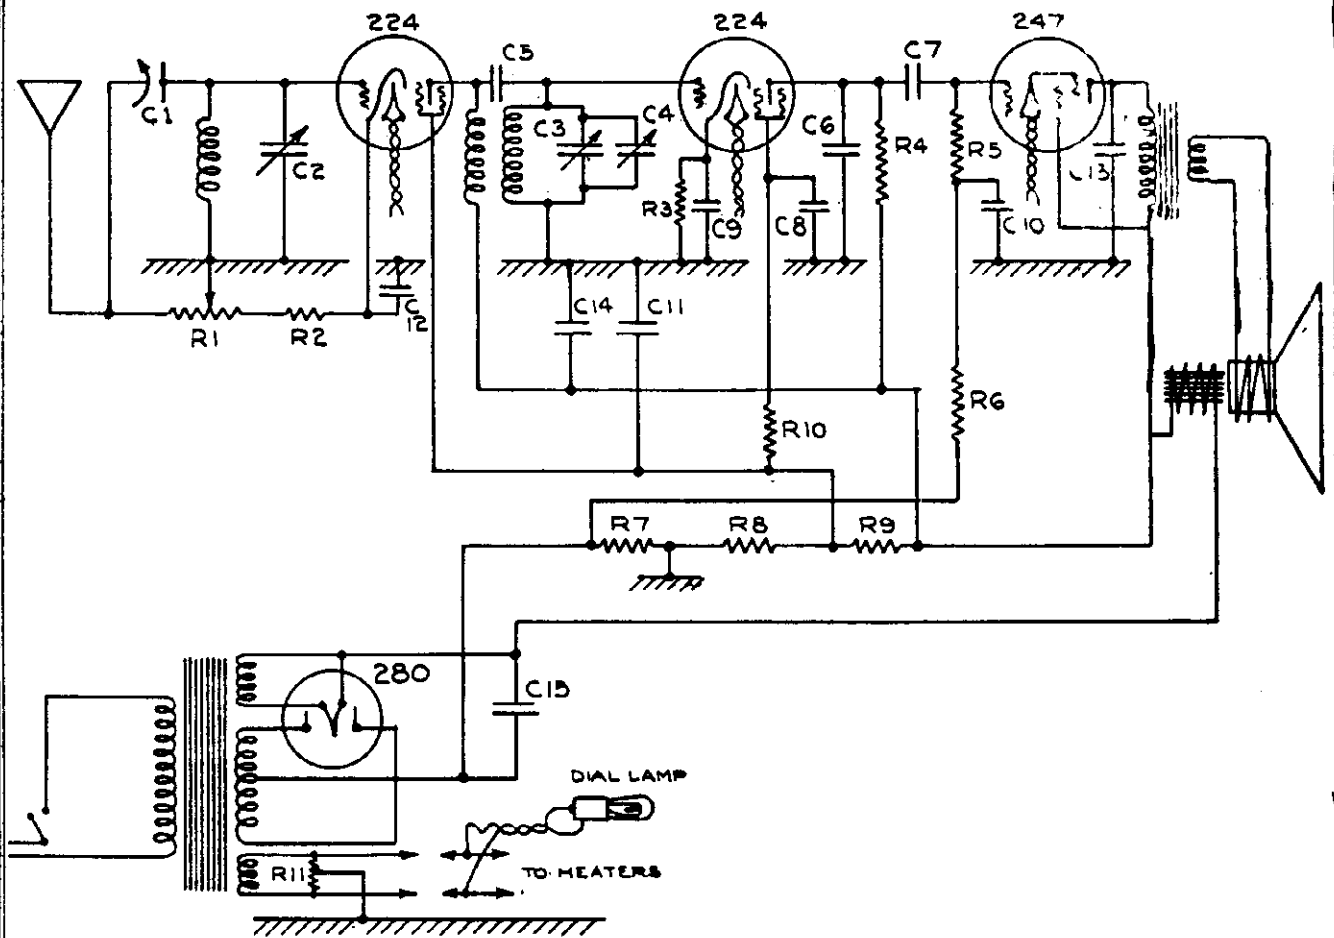 224
224
247
C1
C2
C5
C3
C4
C6
C7
R4
R5
C13
R3
C9
C8
C10
R1
R2
C12
C14
C11
R10
R6
R7
R8
R9
280
C15
DIAL LAMP
R11
TO HEATERS